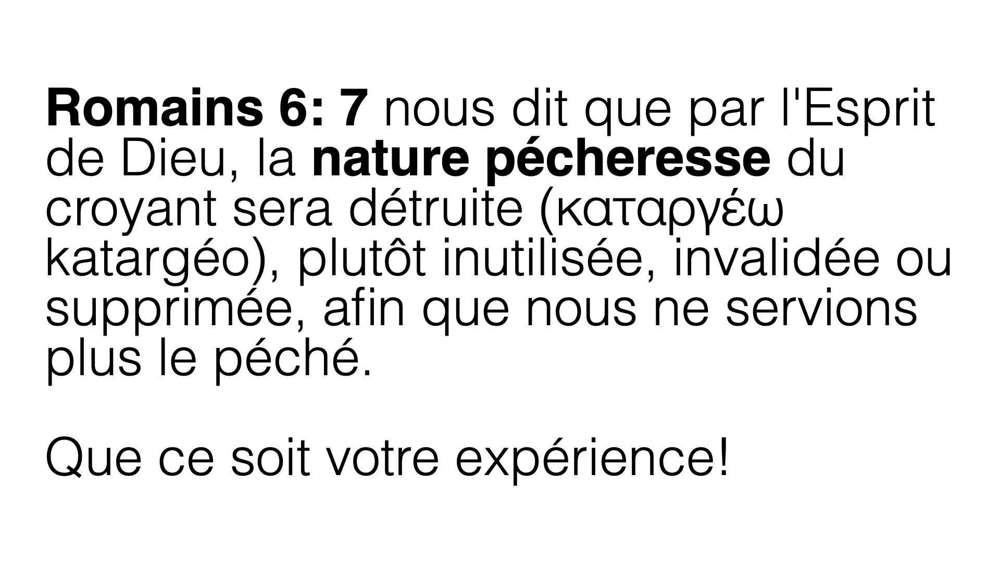 Romains 6: 7 nous dit que par l'Esprit
de Dieu, la nature pécheresse du
croyant sera détruite (καταργέω
katargéo), plutôt inutilisée, invalidée ou
supprimée, afin que nous ne servions
plus le péché.
Que ce soit votre expérience!